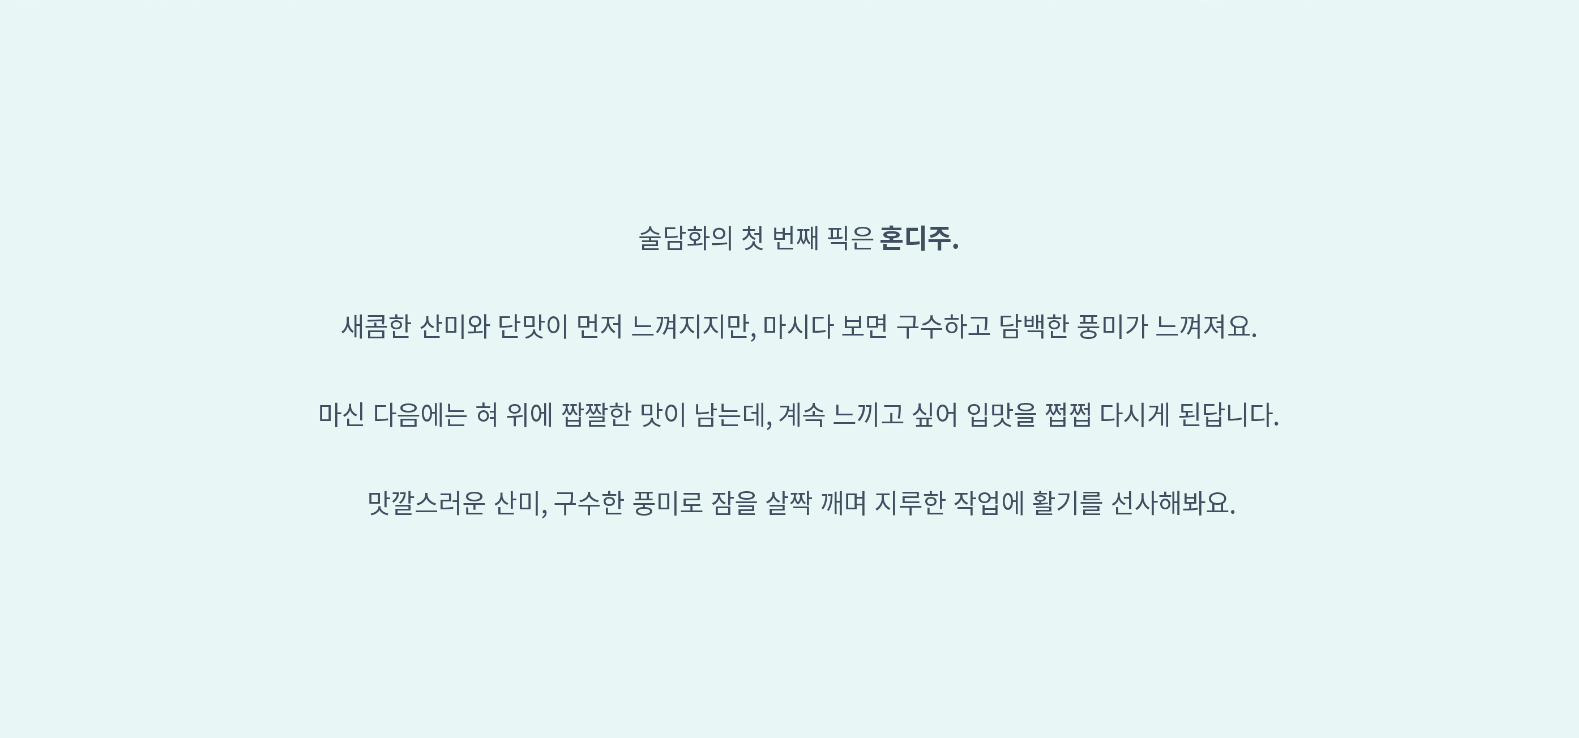 술담화의 첫 번째 픽은 혼디주.
새콤한 산미와 단맛이 먼저 느껴지지만, 마시다 보면 구수하고 담백한 풍미가 느껴져요.
마신 다음에는 혀 위에 짭짤한 맛이 남는데, 계속 느끼고 싶어 입맛을 쩝쩝 다시게 된답니다.
맛깔스러운 산미, 구수한 풍미로 잠을 살짝 깨며 지루한 작업에 활기를 선사해봐요.